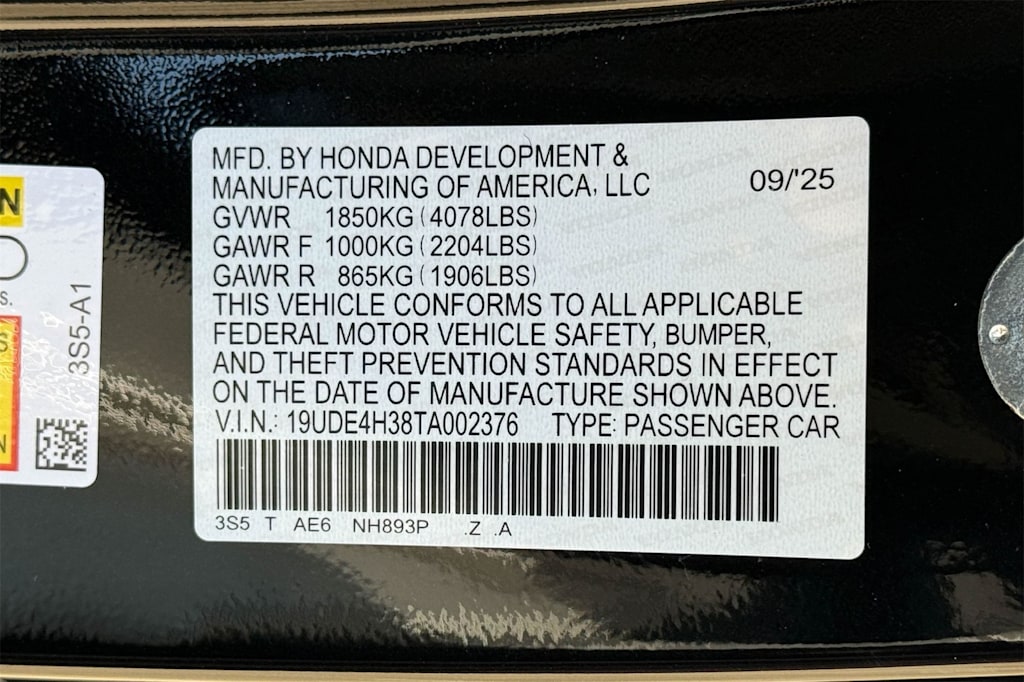 MFD. BY HONDA DEVELOPMENT &
MANUFACTURING OF AMERICA, LLC 09/'25
GVWR 1850KG (4078LBS)
GAWR F 1000KG (2204LBS)
GAWR R 865KG (1906LBS)
THIS VEHICLE CONFORMS TO ALL APPLICABLE
FEDERAL MOTOR VEHICLE SAFETY, BUMPER,
AND THEFT PREVENTION STANDARDS IN EFFECT
ON THE DATE OF MANUFACTURE SHOWN ABOVE.
V.I.N.: 19UDE4H38TA002376 TYPE: PASSENGER CAR
3S5 T AE6 NH893P .Z .A
3S5-A1
N
S.
S
N